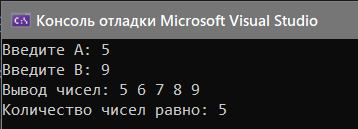 C:\ Консоль отладки Microsoft Visual Studio
Введите A: 5
Введите B: 9
Вывод чисел: 5 6 7 8 9
Количество чисел равно: 5